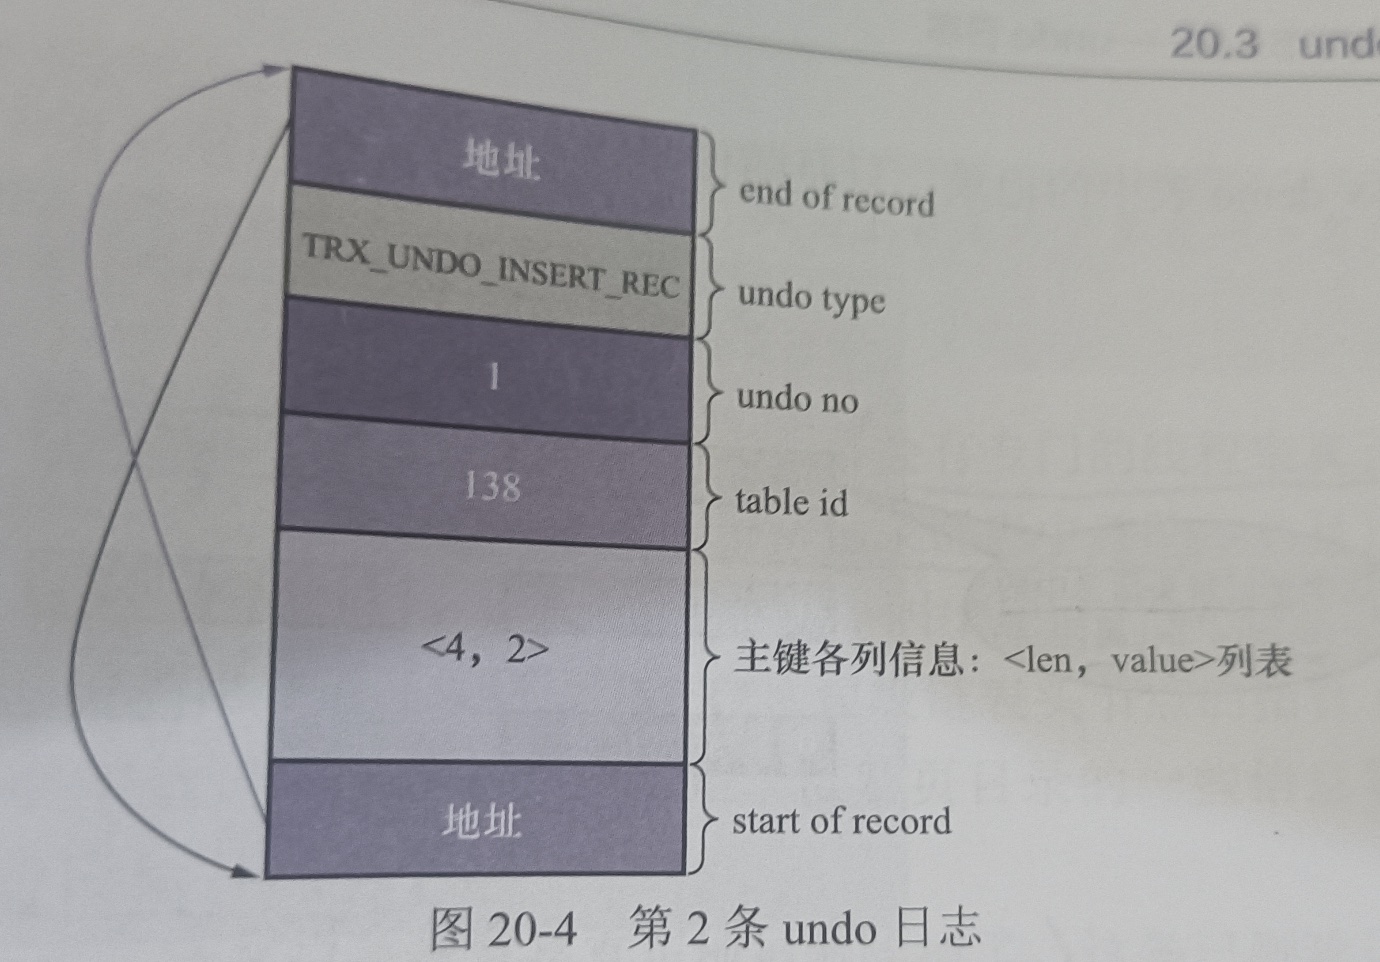 20.3 und
地址
end of record
TRX_UNDO_INSERT_REC
undo type
1
undo no
138
table id
<4，2>
主键各列信息：<len，value>列表
地址
start of record
图 20-4 第 2 条 undo 日志